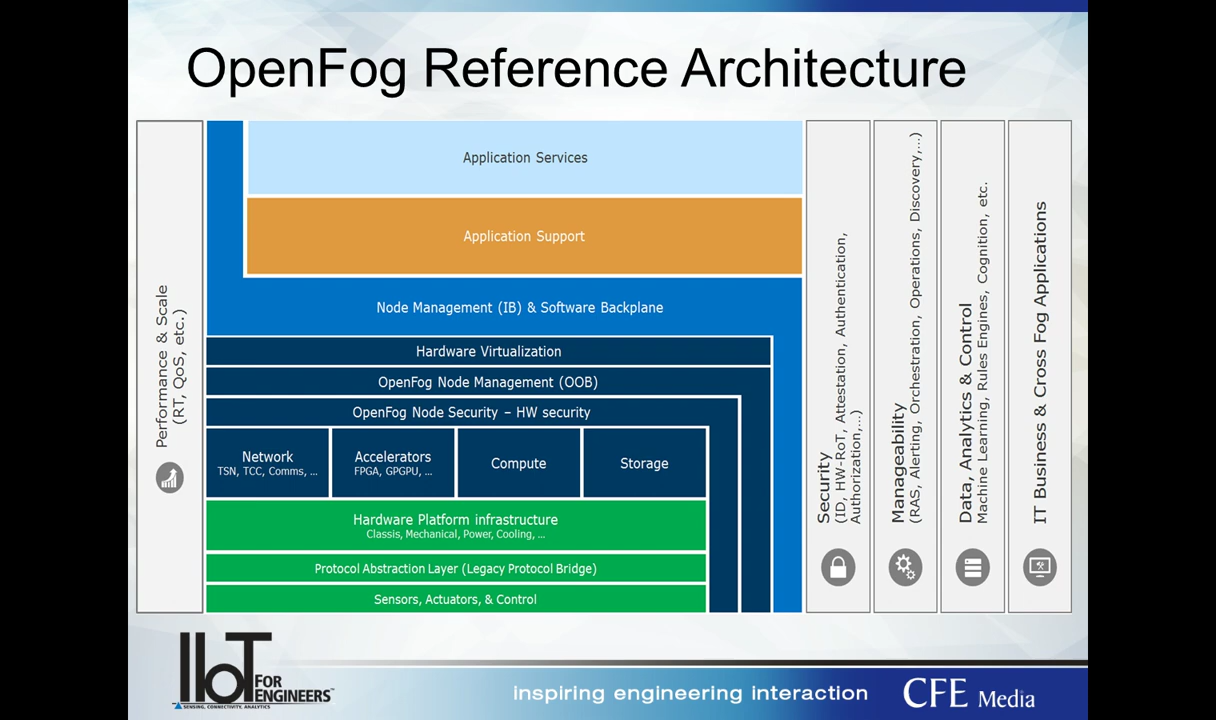 OpenFog Reference Architecture
Performance & Scale
(RT, QoS, etc.)
Application Services
Application Support
Node Management (IB) & Software Backplane
Hardware Virtualization
OpenFog Node Management (OOB)
OpenFog Node Security – HW security
Network
TSN, TCC, Comms, ...
Accelerators
FPGA, GPGPU, ...
Compute
Storage
Hardware Platform infrastructure
Classis, Mechanical, Power, Cooling, ...
Protocol Abstraction Layer (Legacy Protocol Bridge)
Sensors, Actuators, & Control
Security
(ID, HW-RoT, Attestation, Authentication,
Authorization,...)
Manageability
(RAS, Alerting, Orchestration, Operations, Discovery,...)
Data, Analytics & Control
Machine Learning, Rules Engines, Cognition, etc.
IT Business & Cross Fog Applications
IIoT FOR
ENGINEERS™
SENSING, CONNECTIVITY, ANALYTICS
inspiring engineering interaction
CFE Media